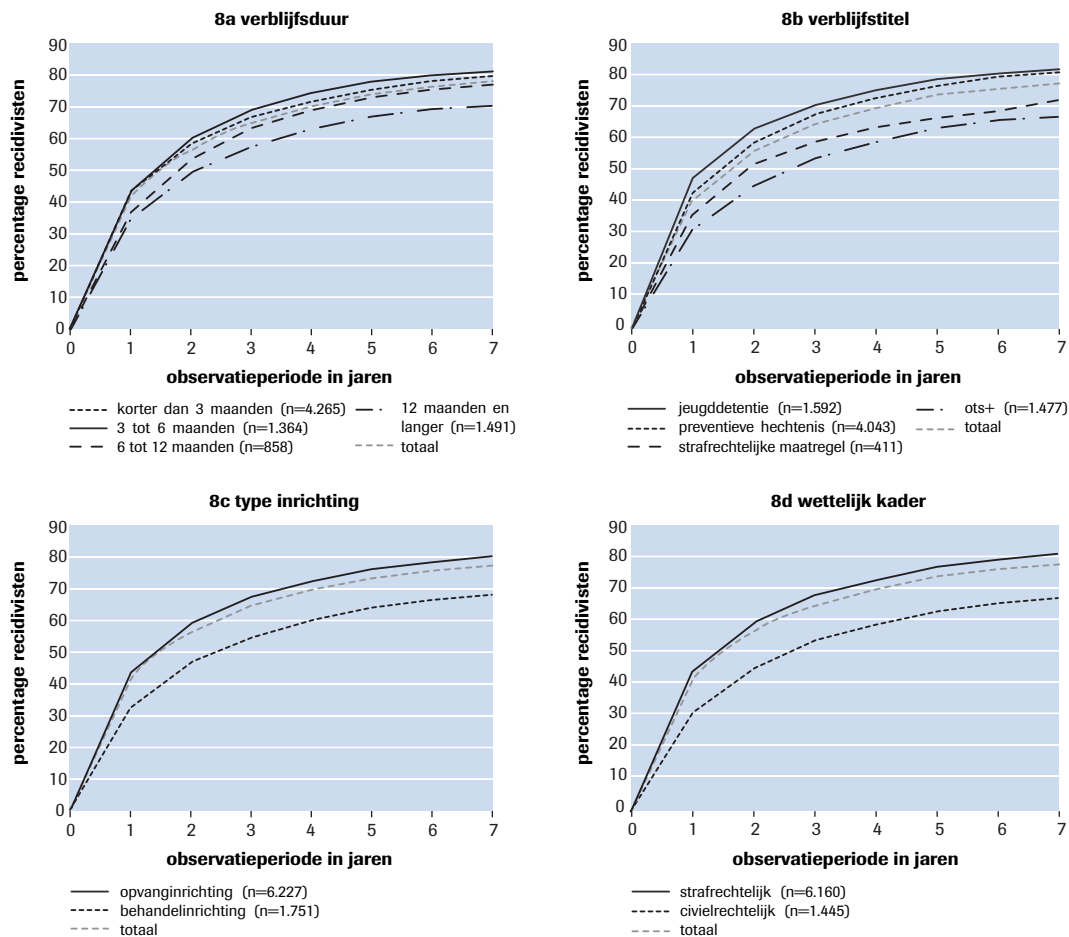 8a verblijfsduur
percentage recidivisten
90
80
70
60
50
40
30
20
10
0
0 1 2 3 4 5 6 7
observatieperiode in jaren
korter dan 3 maanden (n=4.265)
3 tot 6 maanden (n=1.364)
6 tot 12 maanden (n=858)
12 maanden en
langer (n=1.491)
totaal
8b verblijfstitel
percentage recidivisten
90
80
70
60
50
40
30
20
10
0
0 1 2 3 4 5 6 7
observatieperiode in jaren
jeugddetentie (n=1.592)
preventieve hechtenis (n=4.043)
strafrechtelijke maatregel (n=411)
ots+ (n=1.477)
totaal
8c type inrichting
percentage recidivisten
90
80
70
60
50
40
30
20
10
0
0 1 2 3 4 5 6 7
observatieperiode in jaren
opvanginrichting (n=6.227)
behandelinrichting (n=1.751)
totaal
8d wettelijk kader
percentage recidivisten
90
80
70
60
50
40
30
20
10
0
0 1 2 3 4 5 6 7
observatieperiode in jaren
strafrechtelijk (n=6.160)
civielrechtelijk (n=1.445)
totaal